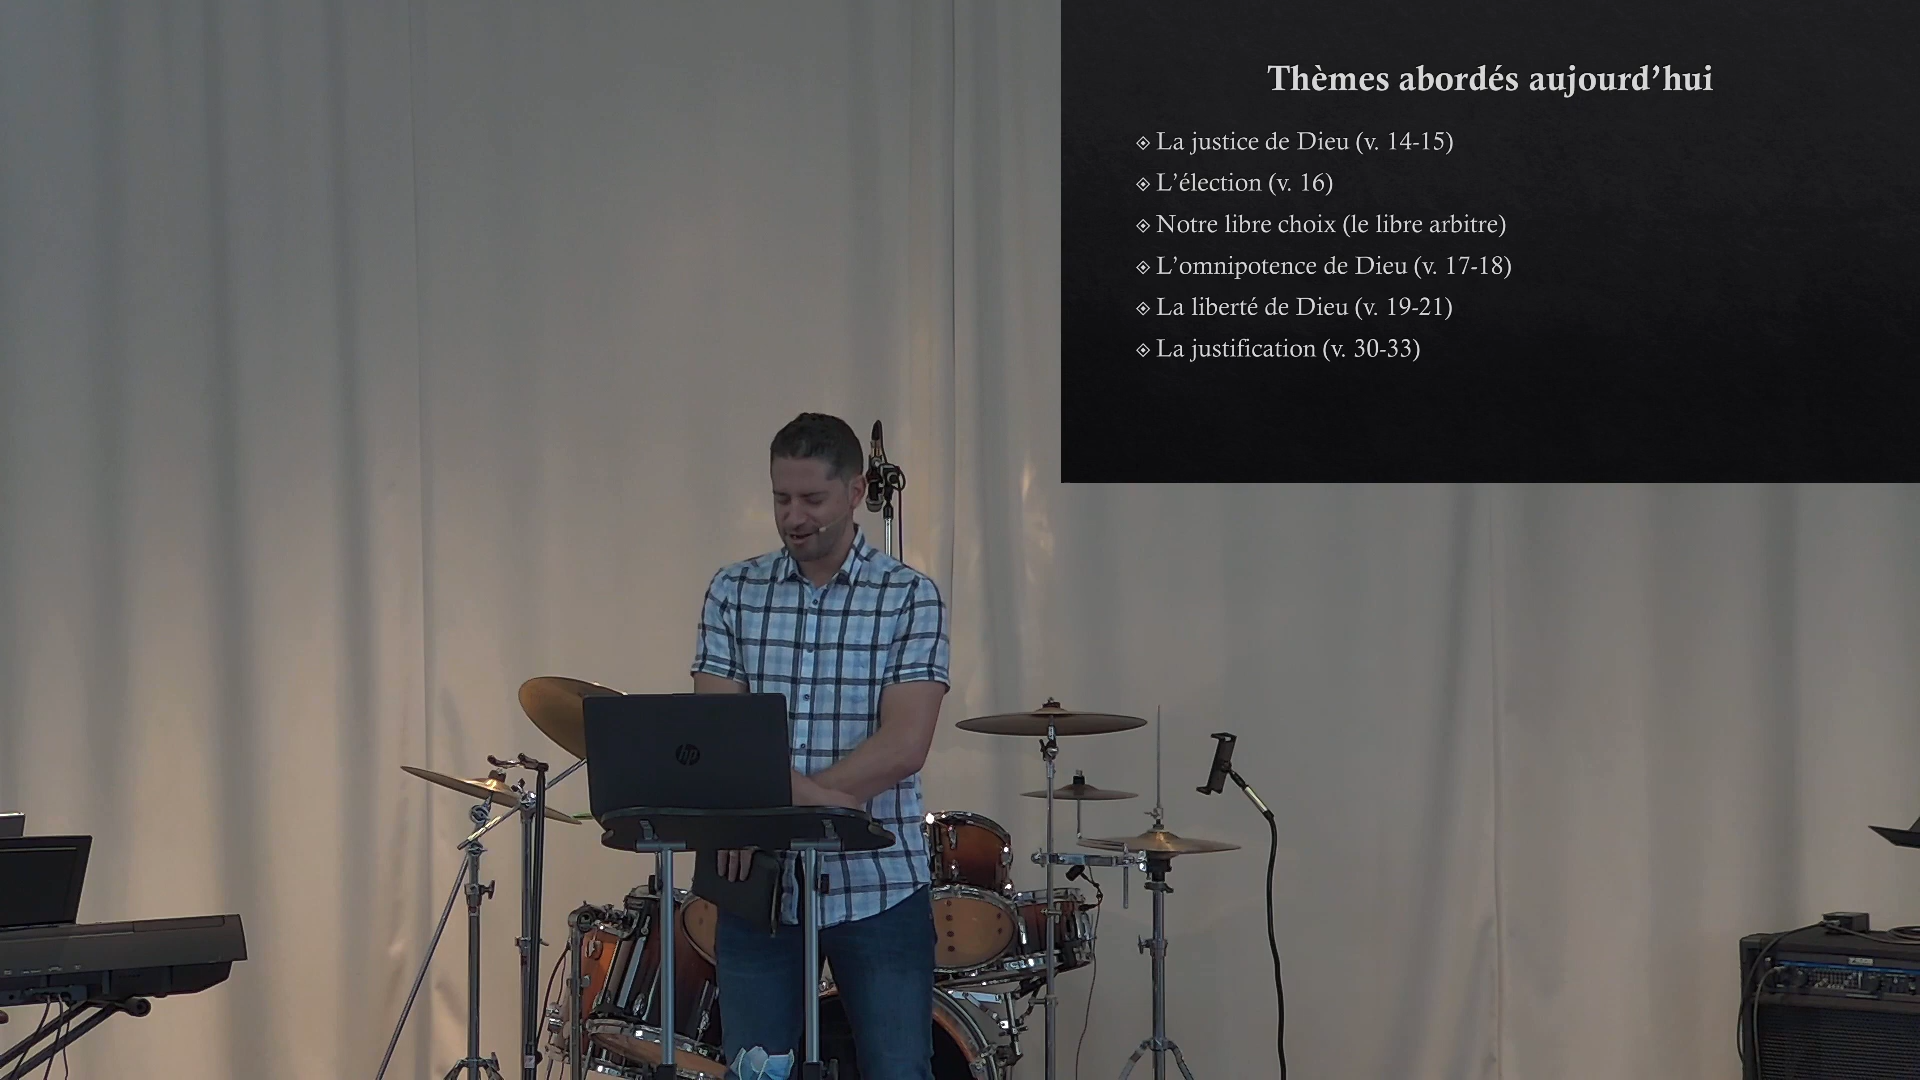 Thèmes abordés aujourd’hui
La justice de Dieu (v. 14-15)
L’élection (v. 16)
Notre libre choix (le libre arbitre)
L’omnipotence de Dieu (v. 17-18)
La liberté de Dieu (v. 19-21)
La justification (v. 30-33)
hp